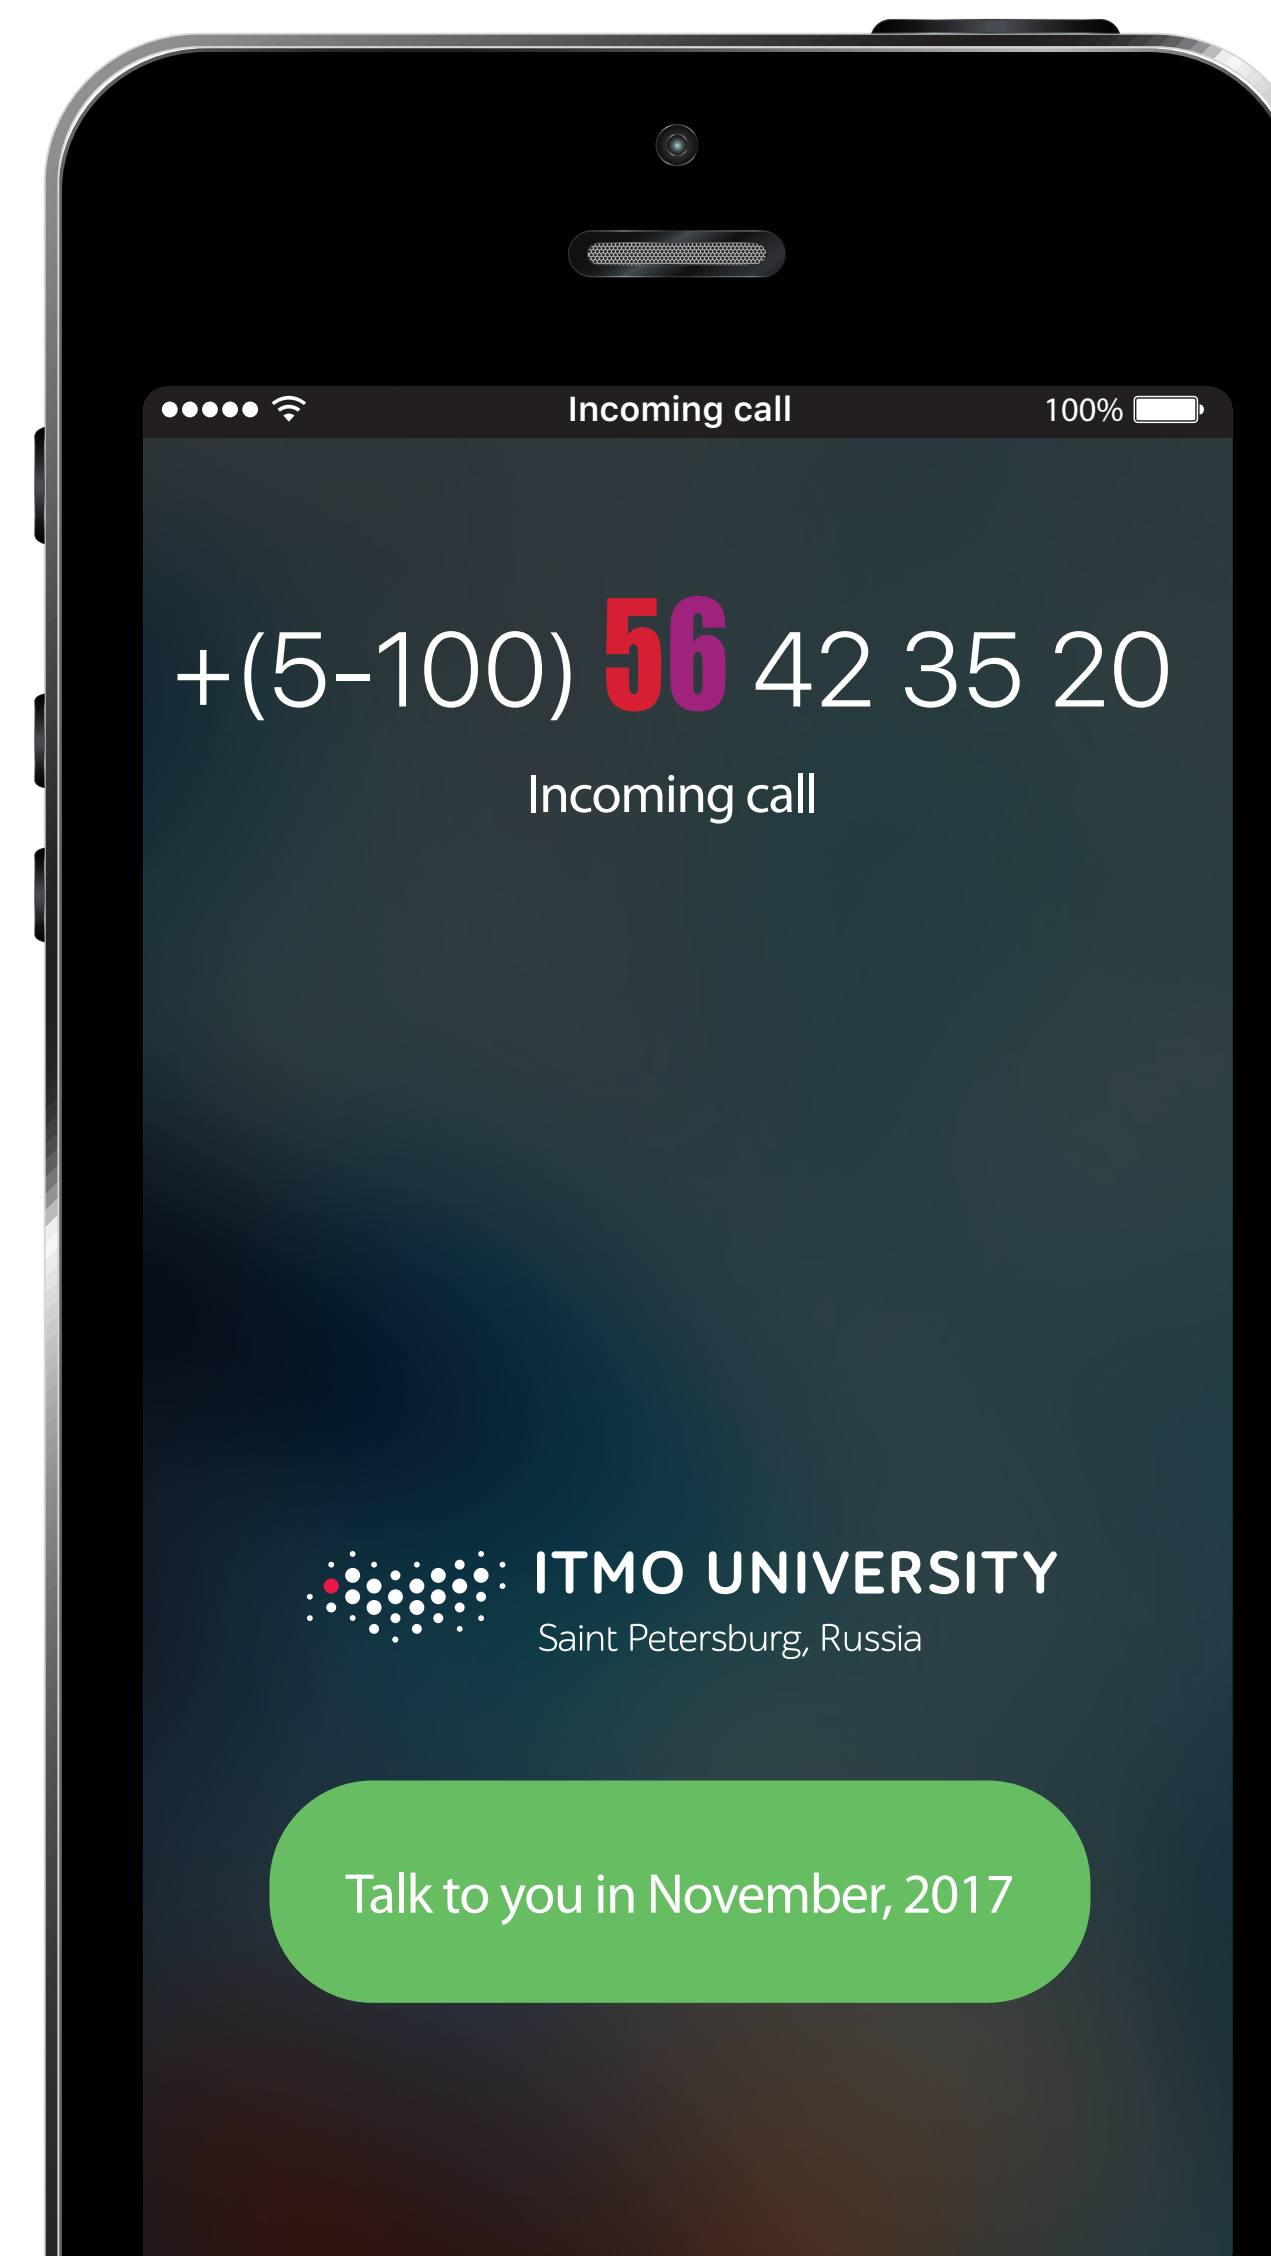 Incoming call 100%
+(5-100) 56 42 35 20
Incoming call
ITMO UNIVERSITY
Saint Petersburg, Russia
Talk to you in November, 2017